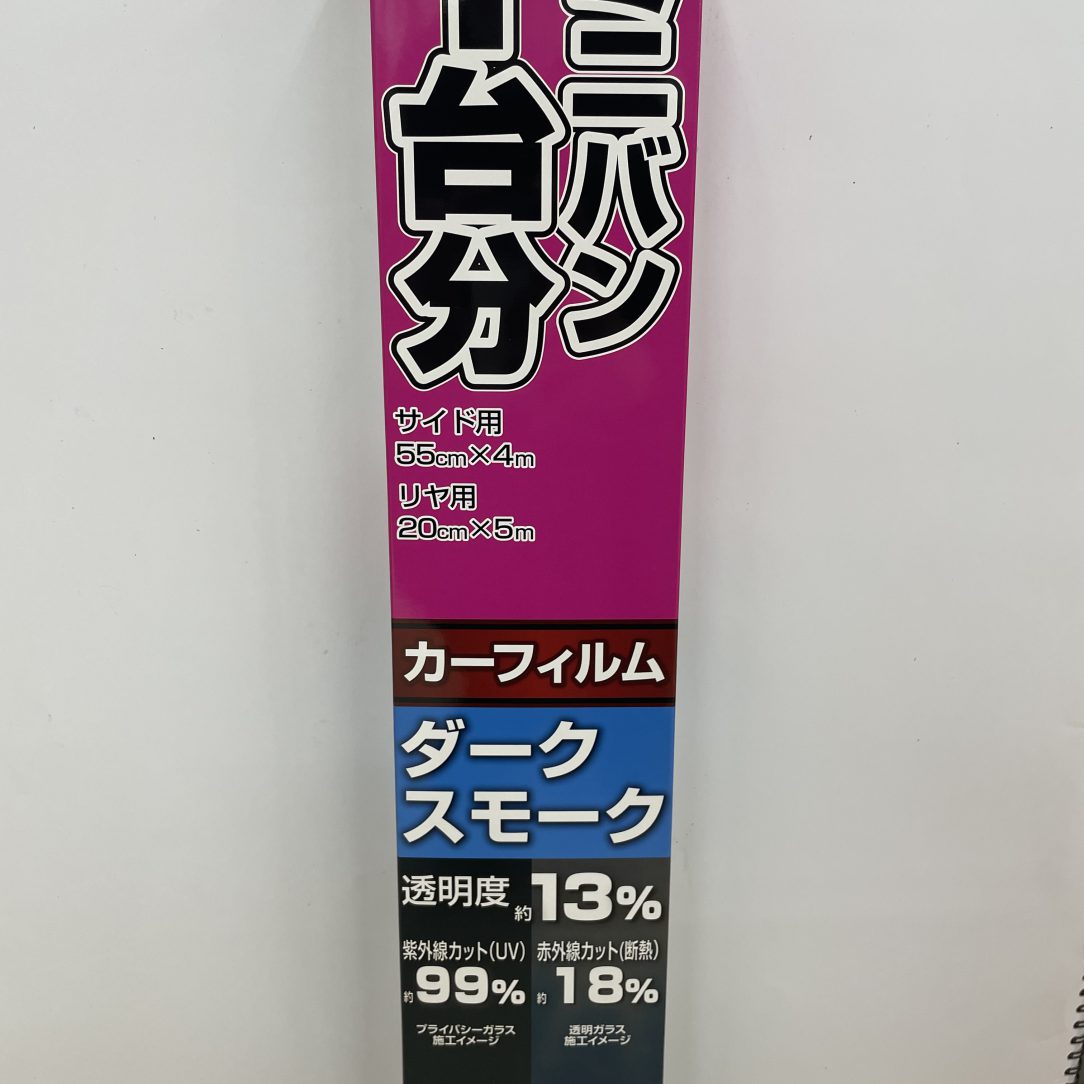 ミニバン
台分
サイド用
55cm×4m
リヤ用
20cm×5m
カーフィルム
ダーク
スモーク
透明度 約13%
紫外線カット(UV)
約99%
赤外線カット(断熱)
約18%
プライバシーガラス
施工イメージ
透明ガラス
施工イメージ